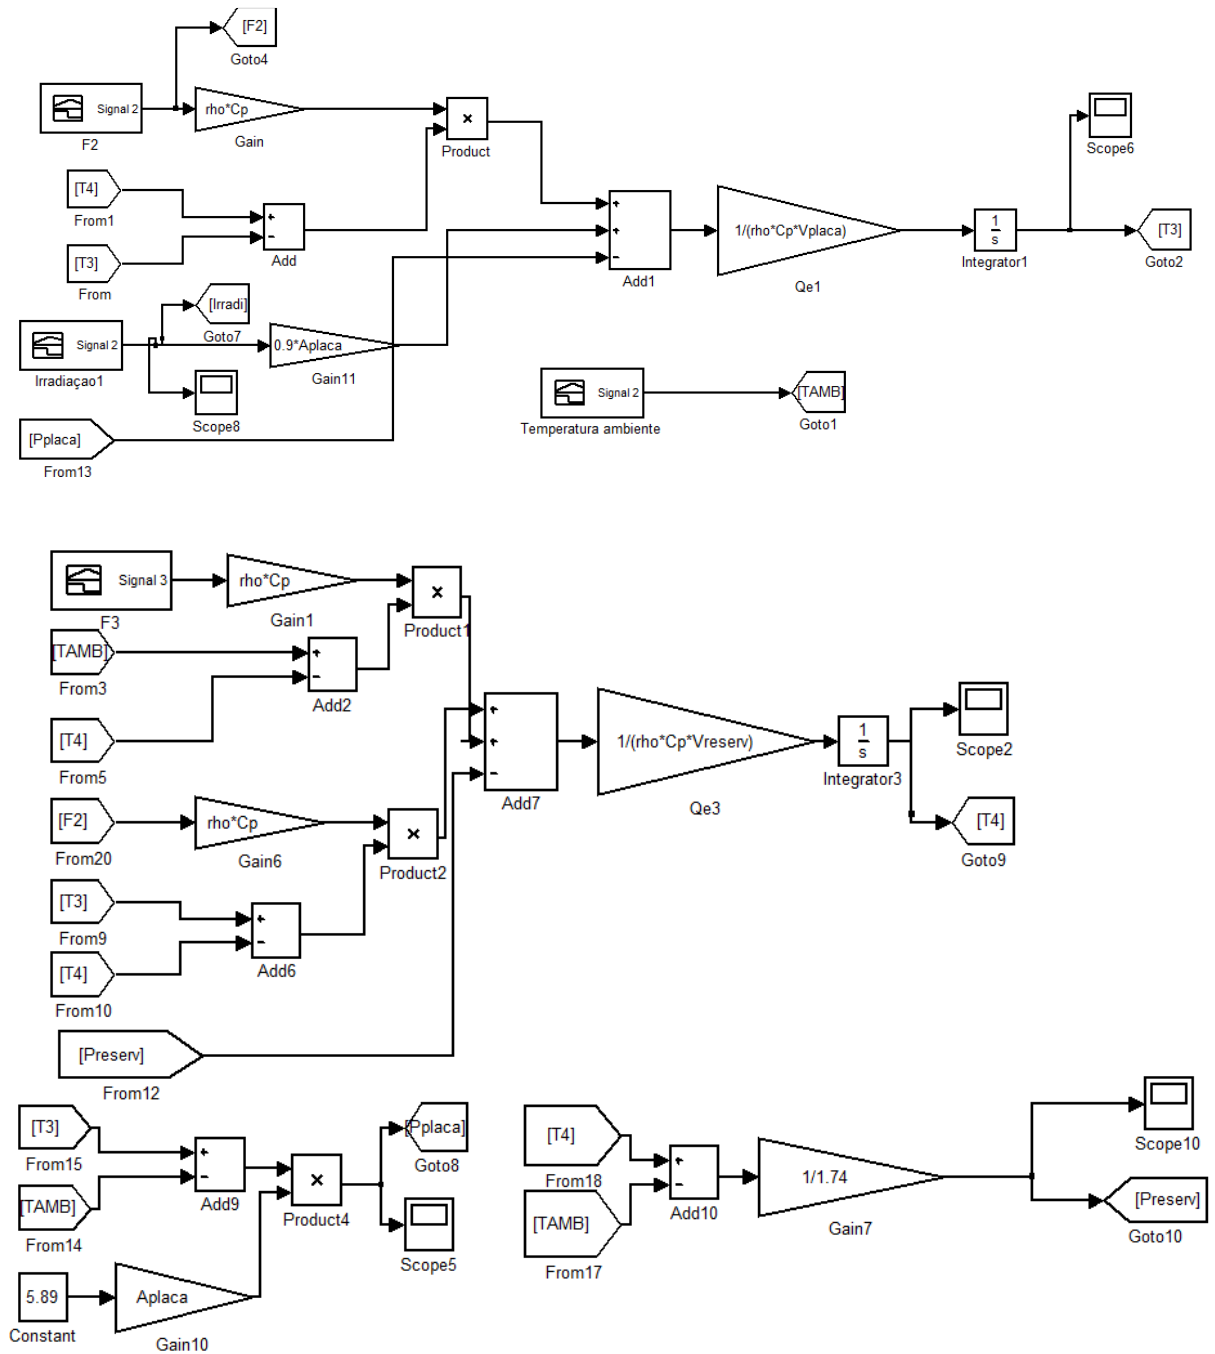 [F2]
Goto4
Signal 2
F2
rho*Cp
Gain
×
Product
Scope6
[T4]
From1
+
−
Add
[T3]
From
+
+
−
Add1
1/(rho*Cp*Vplaca)
Qe1
1
s
Integrator1
[T3]
Goto2
[Irradi]
Goto7
Signal 2
Irradiaçao1
0.9*Aplaca
Gain11
Scope8
Signal 2
Temperatura ambiente
[TAMB]
Goto1
[Pplaca]
From13
Signal 3
F3
rho*Cp
Gain1
×
Product1
[TAMB]
From3
+
−
Add2
[T4]
From5
+
+
−
Add7
1/(rho*Cp*Vreserv)
Qe3
1
s
Integrator3
Scope2
[T4]
Goto9
[F2]
From20
rho*Cp
Gain6
×
Product2
[T3]
From9
+
−
Add6
[T4]
From10
[Preserv]
From12
[T3]
From15
+
−
Add9
[TAMB]
From14
×
Product4
[Pplaca]
Goto8
Scope5
5.89
Constant
Aplaca
Gain10
[T4]
From18
+
−
Add10
[TAMB]
From17
1/1.74
Gain7
Scope10
[Preserv]
Goto10